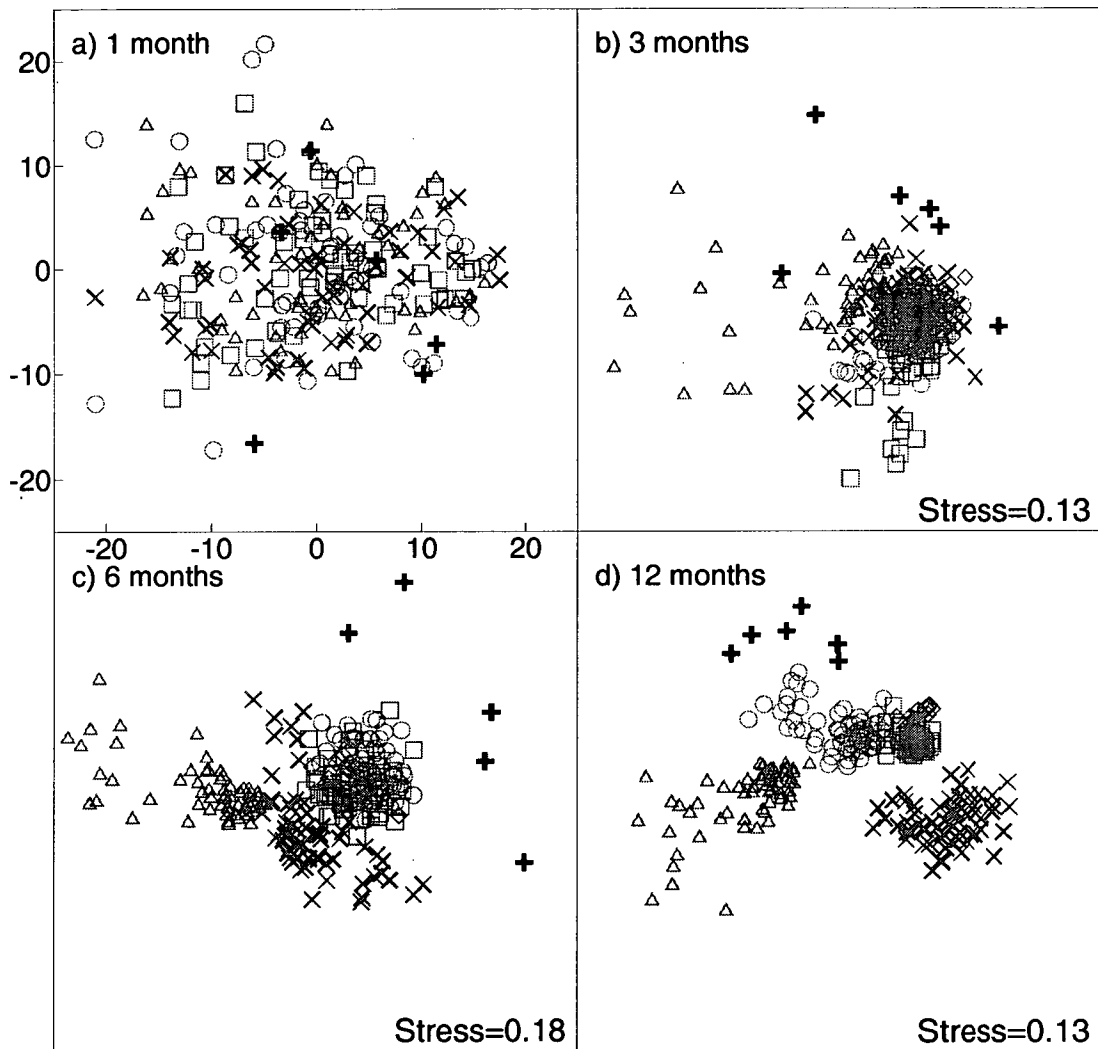 a) 1 month
b) 3 months
20
10
0
-10
-20
Stress=0.13
-20 -10 0 10 20
c) 6 months
d) 12 months
Stress=0.18
Stress=0.13